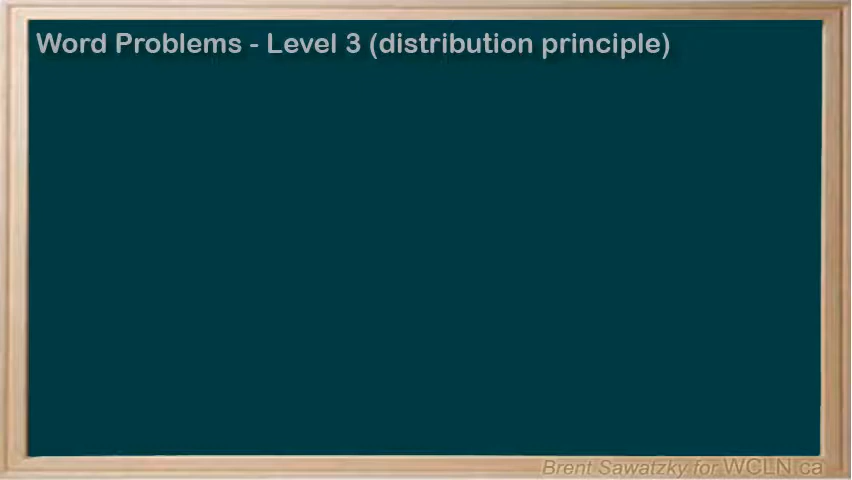 Word Problems - Level 3 (distribution principle)
Brent Sawatzky for WCLN.ca